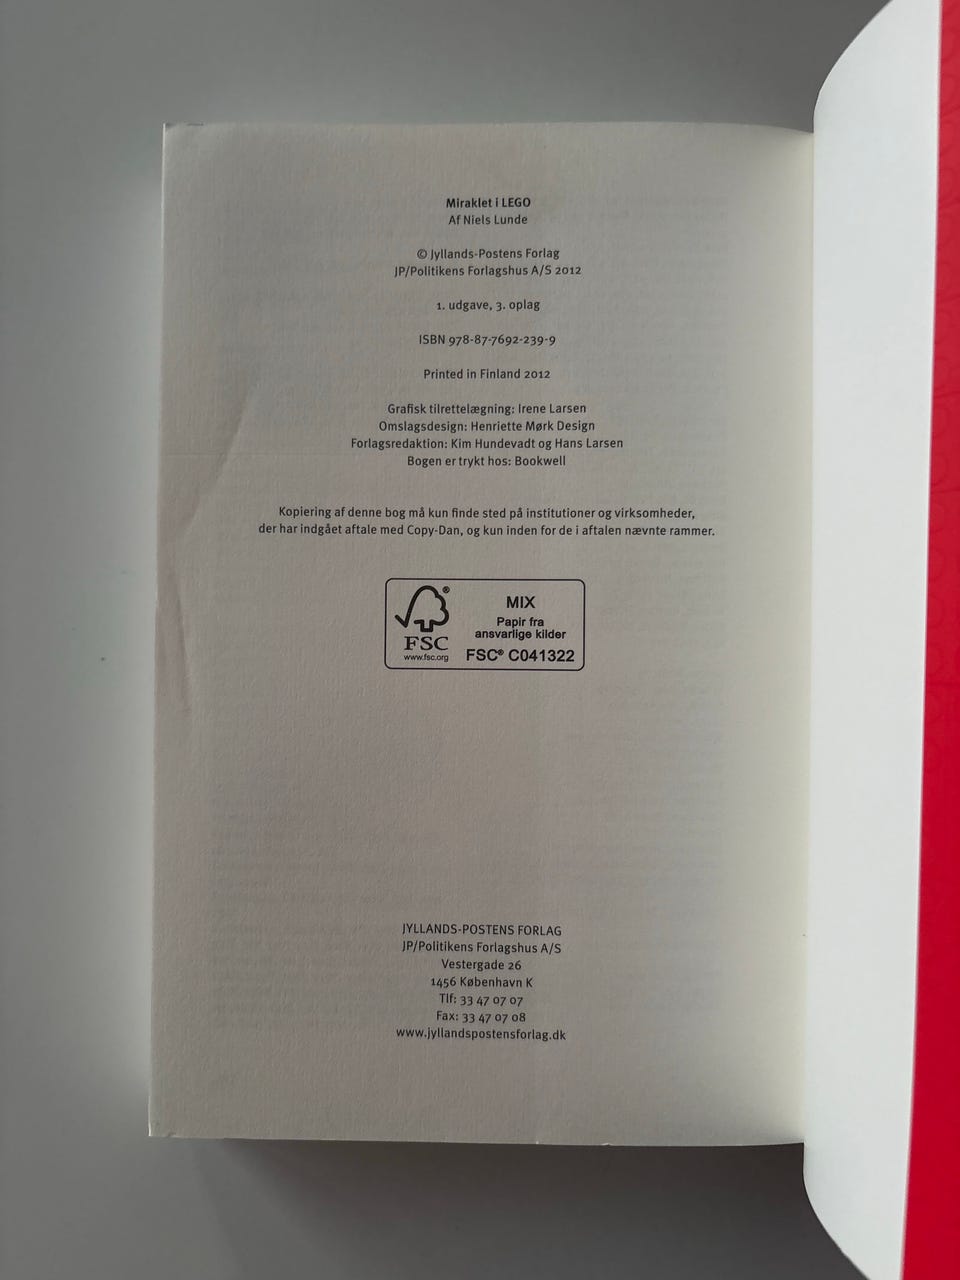 Miraklet i LEGO
Af Niels Lunde
© Jyllands-Postens Forlag
JP/Politikens Forlagshus A/S 2012
1. udgave, 3. oplag
ISBN 978-87-7692-239-9
Printed in Finland 2012
Grafisk tilrettelægning: Irene Larsen
Omslagsdesign: Henriette Mørk Design
Forlagsredaktion: Kim Hundevadt og Hans Larsen
Bogen er trykt hos: Bookwell
Kopiering af denne bog må kun finde sted på institutioner og virksomheder,
der har indgået aftale med Copy-Dan, og kun inden for de i aftalen nævnte rammer.
®
FSC
www.fsc.org
MIX
Papir fra
ansvarlige kilder
FSC® C041322
JYLLANDS-POSTENS FORLAG
JP/Politikens Forlagshus A/S
Vestergade 26
1456 København K
Tlf: 33 47 07 07
Fax: 33 47 07 08
www.jyllandspostensforlag.dk